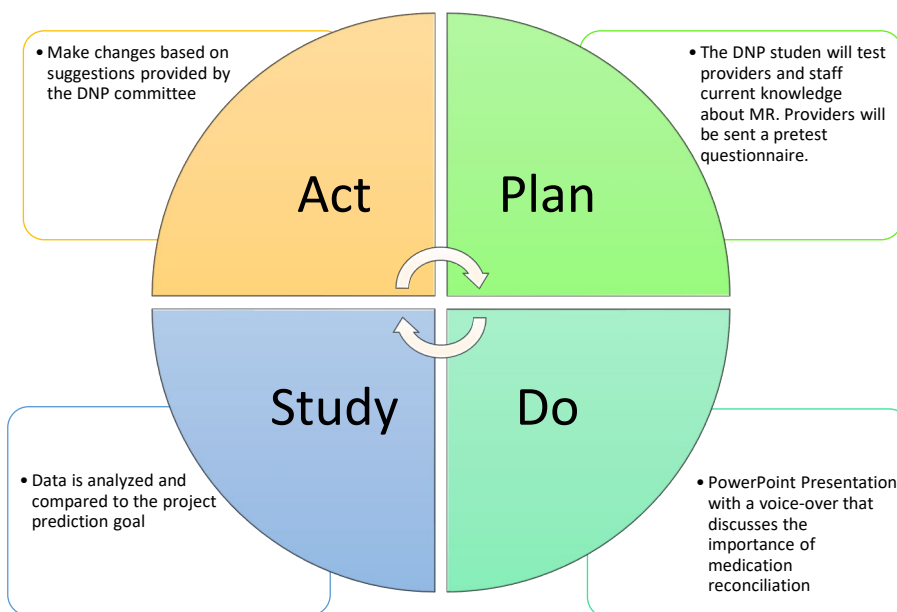 • Make changes based on
suggestions provided by
the DNP committee
Act
Plan
• The DNP studen will test
providers and staff
current knowledge
about MR. Providers will
be sent a pretest
questionnaire.
Study
Do
• Data is analyzed and
compared to the project
prediction goal
• PowerPoint Presentation
with a voice-over that
discusses the
importance of
medication
reconciliation